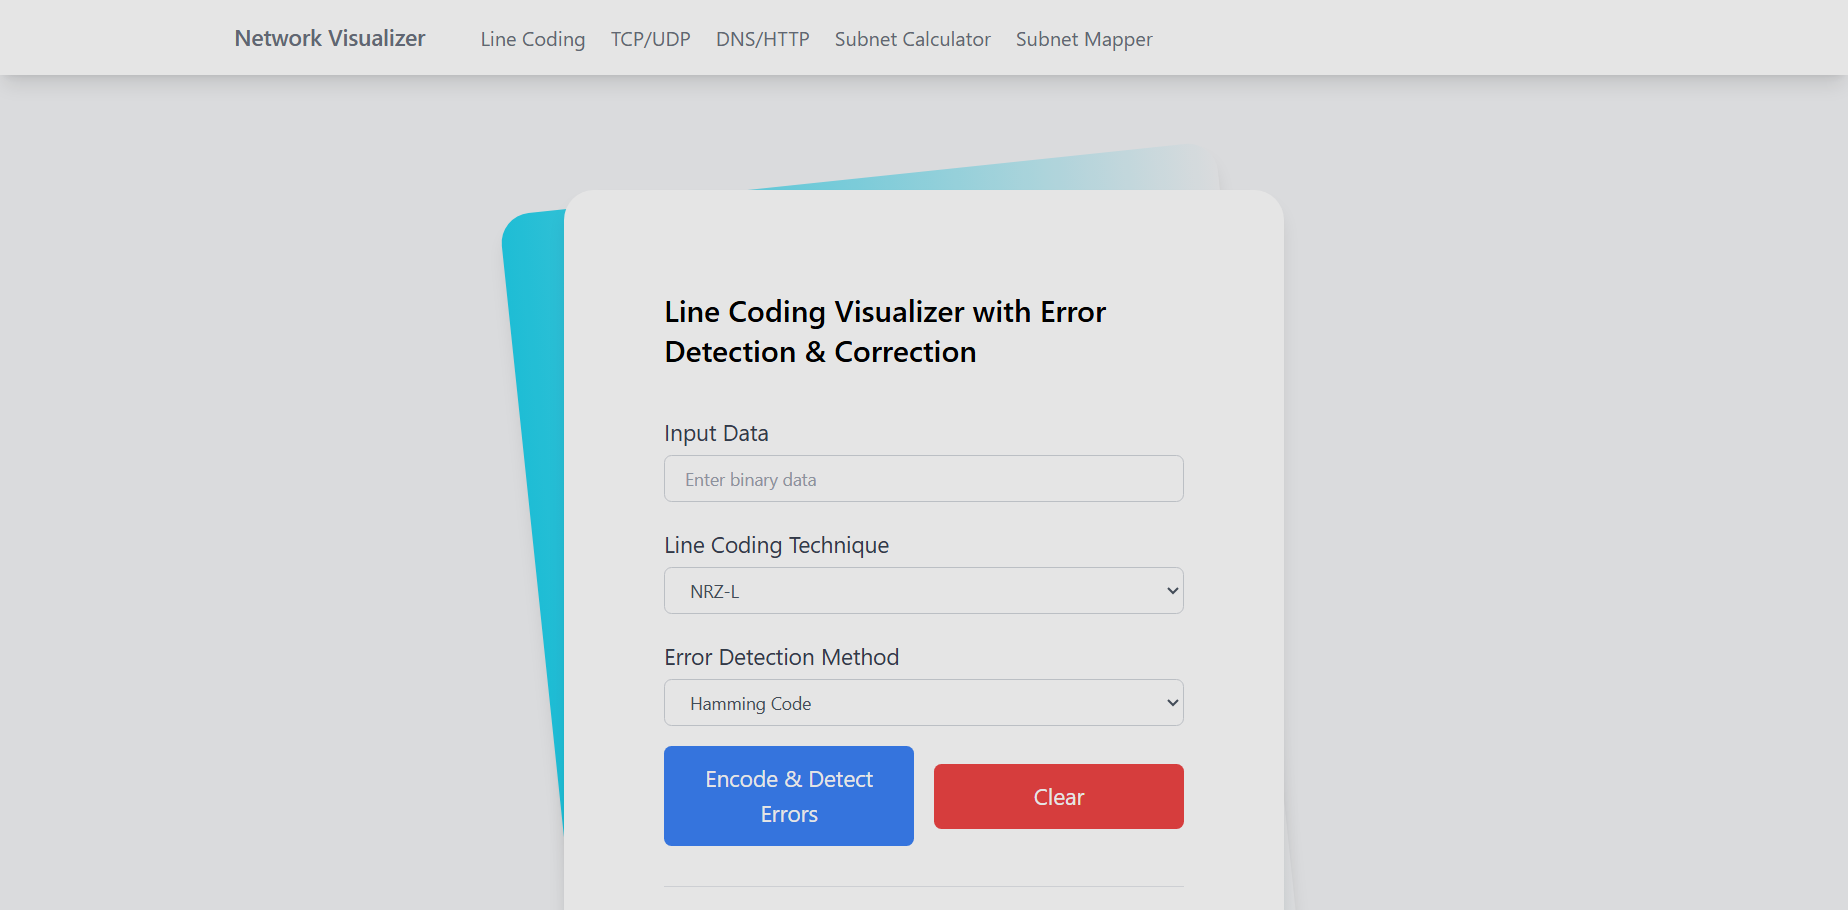 Network Visualizer Line Coding TCP/UDP DNS/HTTP Subnet Calculator Subnet Mapper
Line Coding Visualizer with Error
Detection & Correction
Input Data
Enter binary data
Line Coding Technique
NRZ-L
Error Detection Method
Hamming Code
Encode & Detect
Errors
Clear